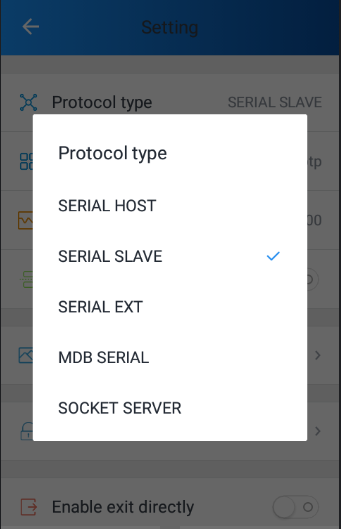 Setting
Protocol type
SERIAL SLAVE
Protocol type
SERIAL HOST
SERIAL SLAVE
SERIAL EXT
MDB SERIAL
SOCKET SERVER
Enable exit directly